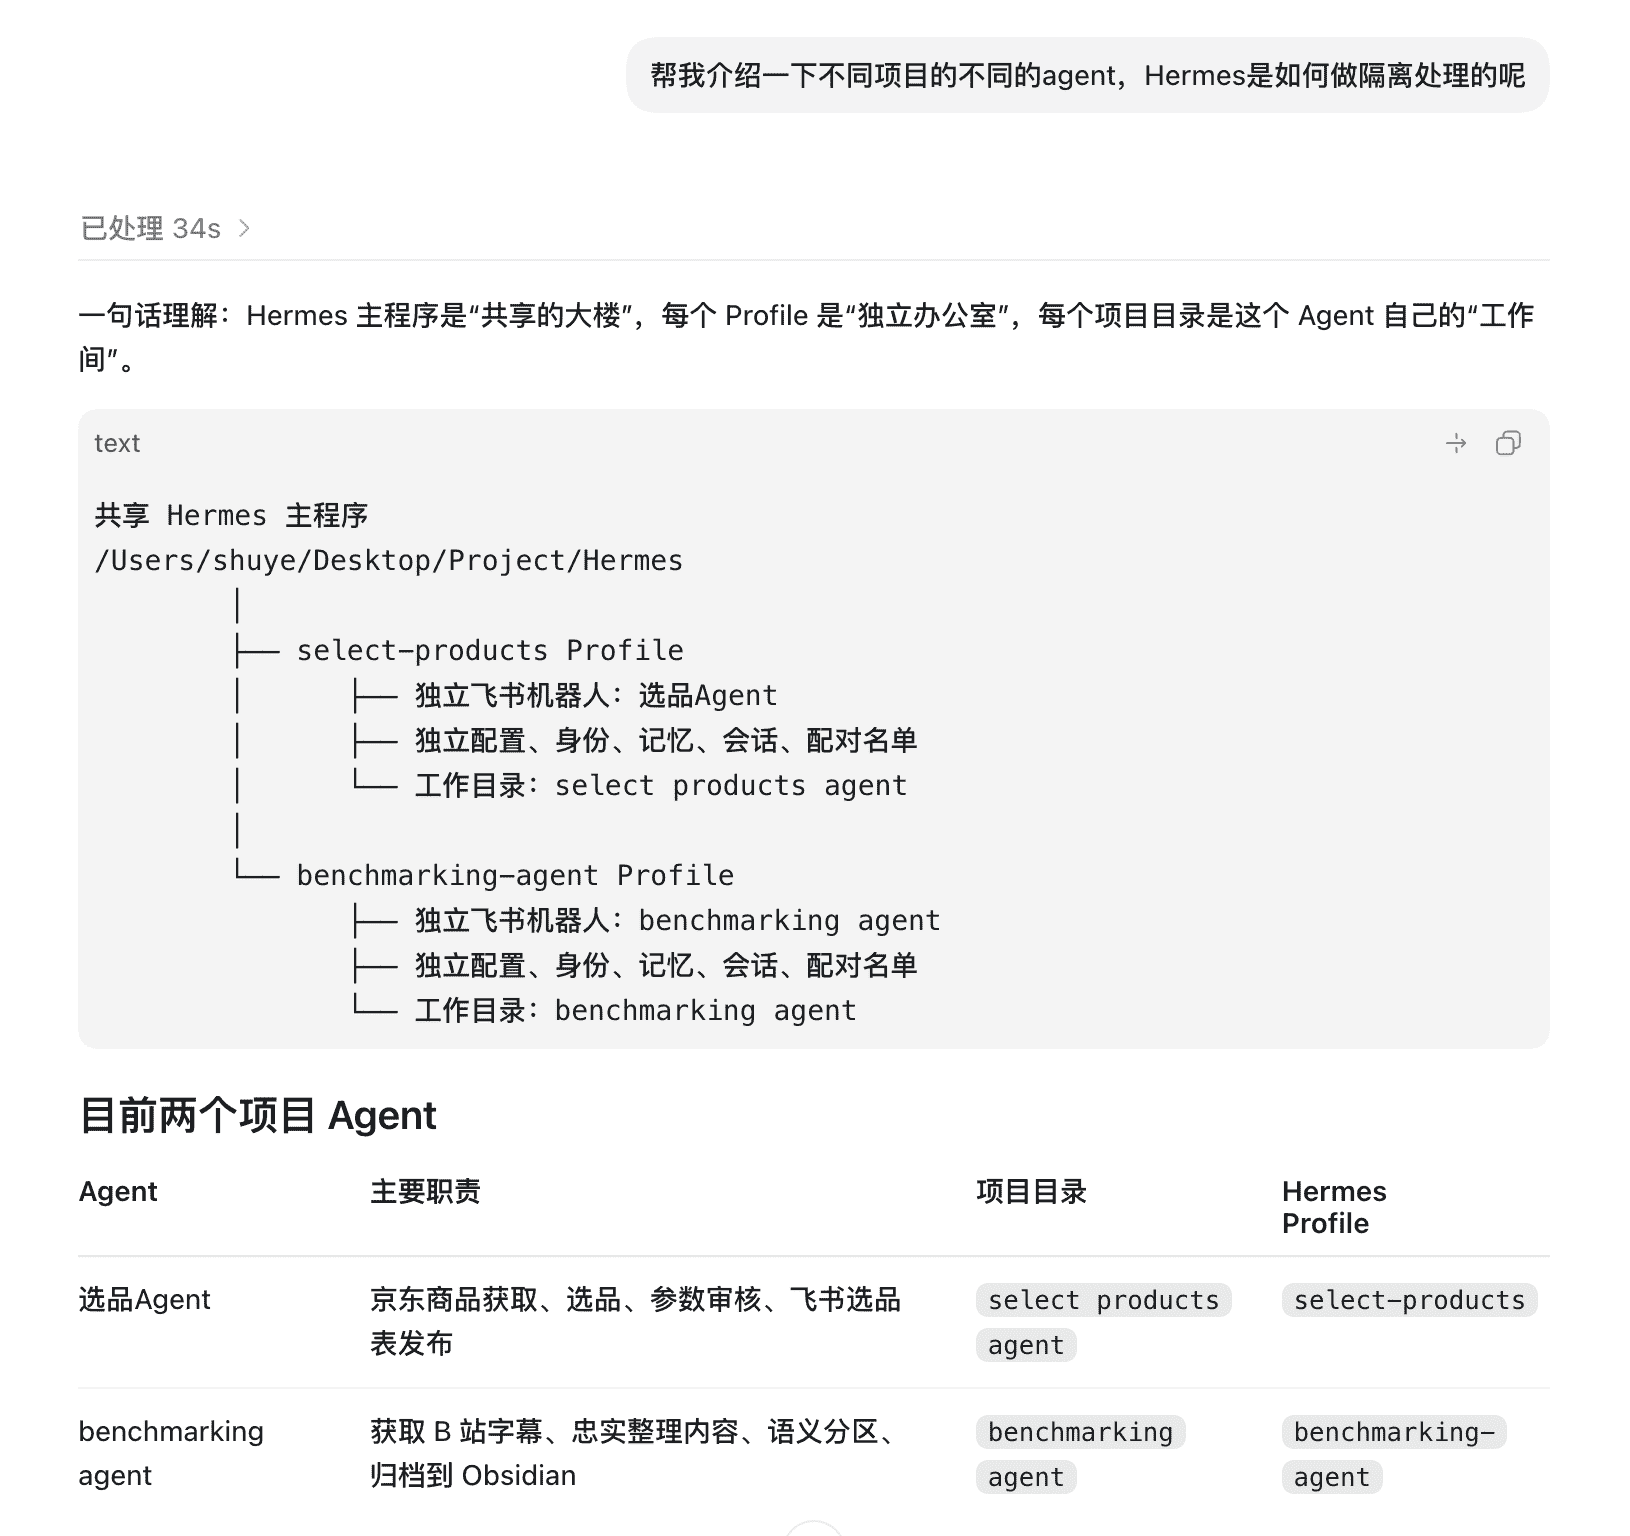 帮我介绍一下不同项目的不同的agent，Hermes是如何做隔离处理的呢
已处理 34s
一句话理解：Hermes 主程序是“共享的大楼”，每个 Profile 是“独立办公室”，每个项目目录是这个 Agent 自己的“工作
间”。
text
共享 Hermes 主程序
/Users/shuye/Desktop/Project/Hermes
│
├── select-products Profile
│ ├── 独立飞书机器人：选品Agent
│ ├── 独立配置、身份、记忆、会话、配对名单
│ └── 工作目录：select products agent
│
└── benchmarking-agent Profile
├── 独立飞书机器人：benchmarking agent
├── 独立配置、身份、记忆、会话、配对名单
└── 工作目录：benchmarking agent
目前两个项目 Agent
Agent 主要职责 项目目录 Hermes
Profile
选品Agent 京东商品获取、选品、参数审核、飞书选品 select products select-products
表发布 agent
benchmarking 获取 B 站字幕、忠实整理内容、语义分区、 benchmarking benchmarking-
agent 归档到 Obsidian agent agent